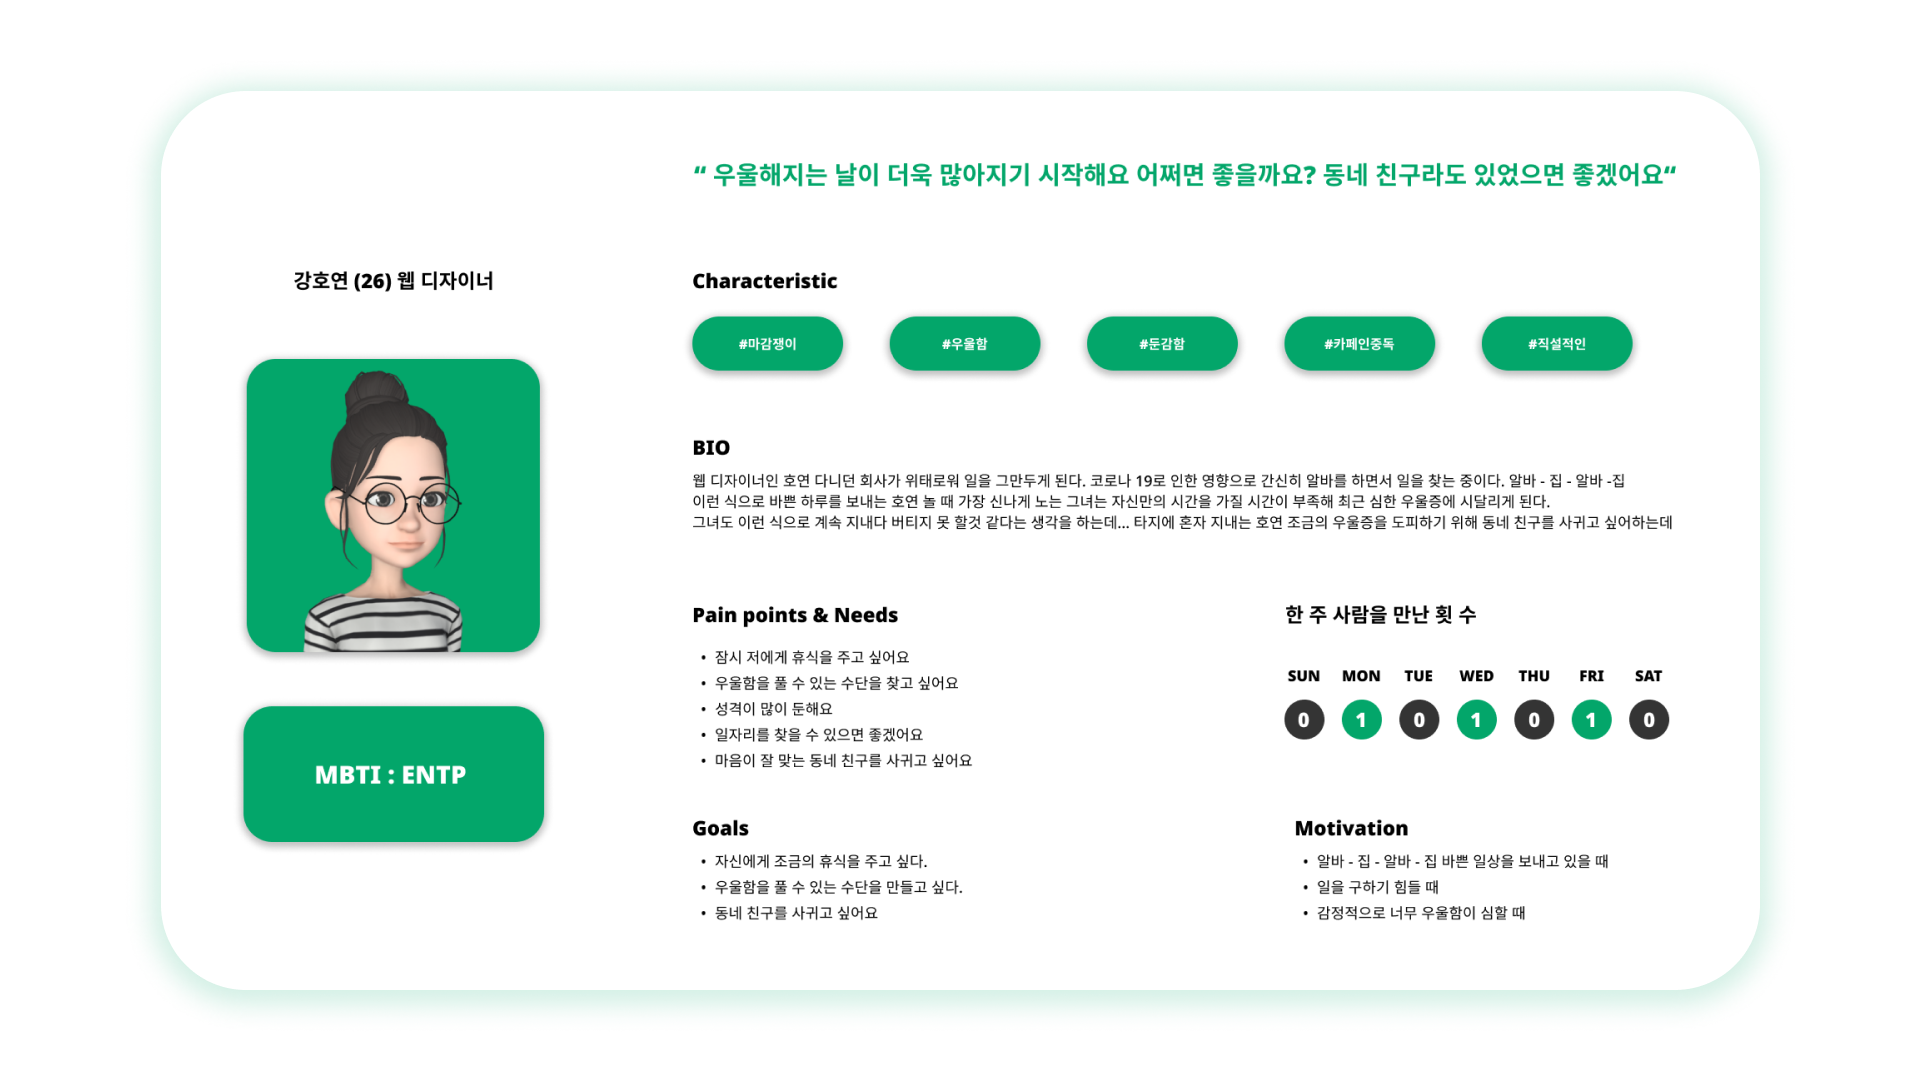 “ 우울해지는 날이 더욱 많아지기 시작해요 어쩌면 좋을까요? 동네 친구라도 있었으면 좋겠어요“
강호연 (26) 웹 디자이너
MBTI : ENTP
Characteristic
#마감쟁이 #우울함 #둔감함 #카페인중독 #직설적인
BIO
웹 디자이너인 호연 다니던 회사가 위태로워 일을 그만두게 된다. 코로나 19로 인한 영향으로 간신히 알바를 하면서 일을 찾는 중이다. 알바 - 집 - 알바 -집
이런 식으로 바쁜 하루를 보내는 호연 놀 때 가장 신나게 노는 그녀는 자신만의 시간을 가질 시간이 부족해 최근 심한 우울증에 시달리게 된다.
그녀도 이런 식으로 계속 지내다 버티지 못 할것 같다는 생각을 하는데... 타지에 혼자 지내는 호연 조금의 우울증을 도피하기 위해 동네 친구를 사귀고 싶어하는데
Pain points & Needs
• 잠시 저에게 휴식을 주고 싶어요
• 우울함을 풀 수 있는 수단을 찾고 싶어요
• 성격이 많이 둔해요
• 일자리를 찾을 수 있으면 좋겠어요
• 마음이 잘 맞는 동네 친구를 사귀고 싶어요
한 주 사람을 만난 횟 수
SUN MON TUE WED THU FRI SAT
0 1 0 1 0 1 0
Goals
• 자신에게 조금의 휴식을 주고 싶다.
• 우울함을 풀 수 있는 수단을 만들고 싶다.
• 동네 친구를 사귀고 싶어요
Motivation
• 알바 - 집 - 알바 - 집 바쁜 일상을 보내고 있을 때
• 일을 구하기 힘들 때
• 감정적으로 너무 우울함이 심할 때